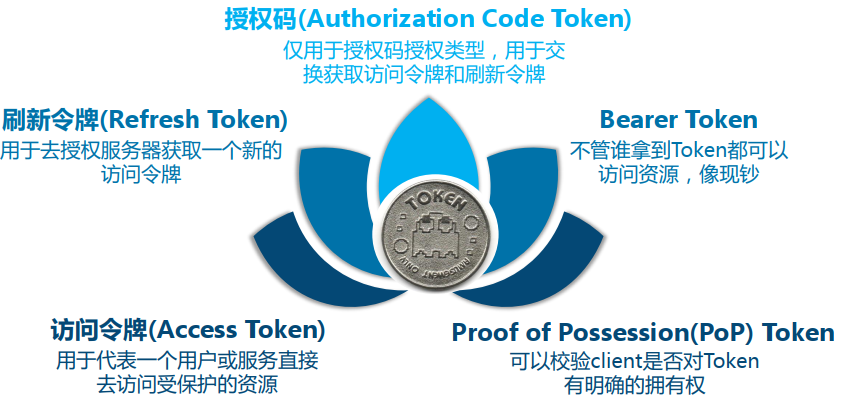 授权码(Authorization Code Token)
仅用于授权码授权类型，用于交
换获取访问令牌和刷新令牌
刷新令牌(Refresh Token)
用于去授权服务器获取一个新的
访问令牌
Bearer Token
不管谁拿到Token都可以
访问资源，像现钞
TOKEN
AMUSEMENT ONLY
访问令牌(Access Token)
用于代表一个用户或服务直接
去访问受保护的资源
Proof of Possession(PoP) Token
可以校验client是否对Token
有明确的拥有权